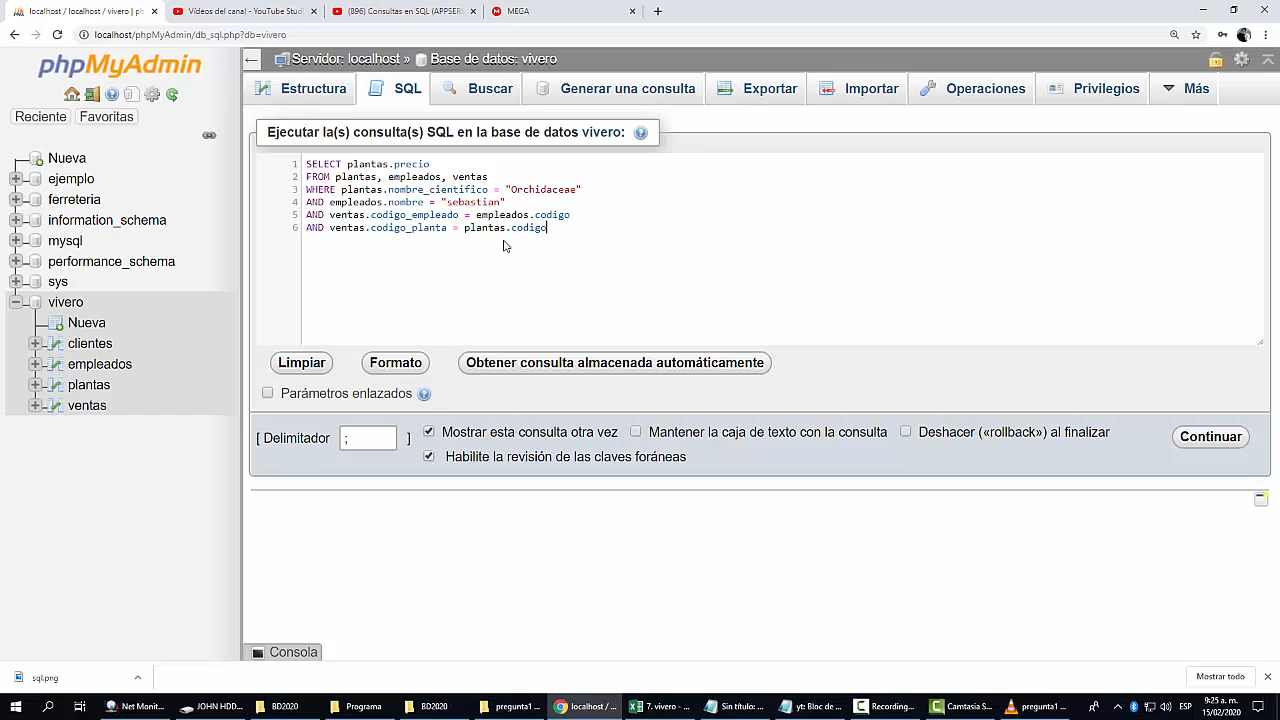 localhost / localhost / vivero | ph
Vídeos del canal - YouTube Studi
(896) Consultas en SQL (APPSERV
MEGA
localhost/phpMyAdmin/db_sql.php?db=vivero
phpMyAdmin
Reciente
Favoritas
Nueva
ejemplo
ferreteria
information_schema
mysql
performance_schema
sys
vivero
Nueva
clientes
empleados
plantas
ventas
Servidor: localhost » Base de datos: vivero
Estructura
SQL
Buscar
Generar una consulta
Exportar
Importar
Operaciones
Privilegios
Más
Ejecutar la(s) consulta(s) SQL en la base de datos vivero:
1 SELECT plantas.precio
2 FROM plantas, empleados, ventas
3 WHERE plantas.nombre_cientifico = "Orchidaceae"
4 AND empleados.nombre = "sebastian"
5 AND ventas.codigo_empleado = empleados.codigo
6 AND ventas.codigo_planta = plantas.codigo
Limpiar
Formato
Obtener consulta almacenada automáticamente
Parámetros enlazados
[ Delimitador ; ]
Mostrar esta consulta otra vez
Mantener la caja de texto con la consulta
Deshacer («rollback») al finalizar
Habilite la revisión de las claves foráneas
Continuar
Consola
sql.png
Mostrar todo
Net Monit...
JOHN HDD...
BD2020
Programa
BD2020
pregunta1 ...
localhost / ...
7. vivero - ...
Sin título: ...
yt: Bloc de ...
Recording...
Camtasia S...
pregunta1 ...
ESP
9:25 a. m.
15/02/2020